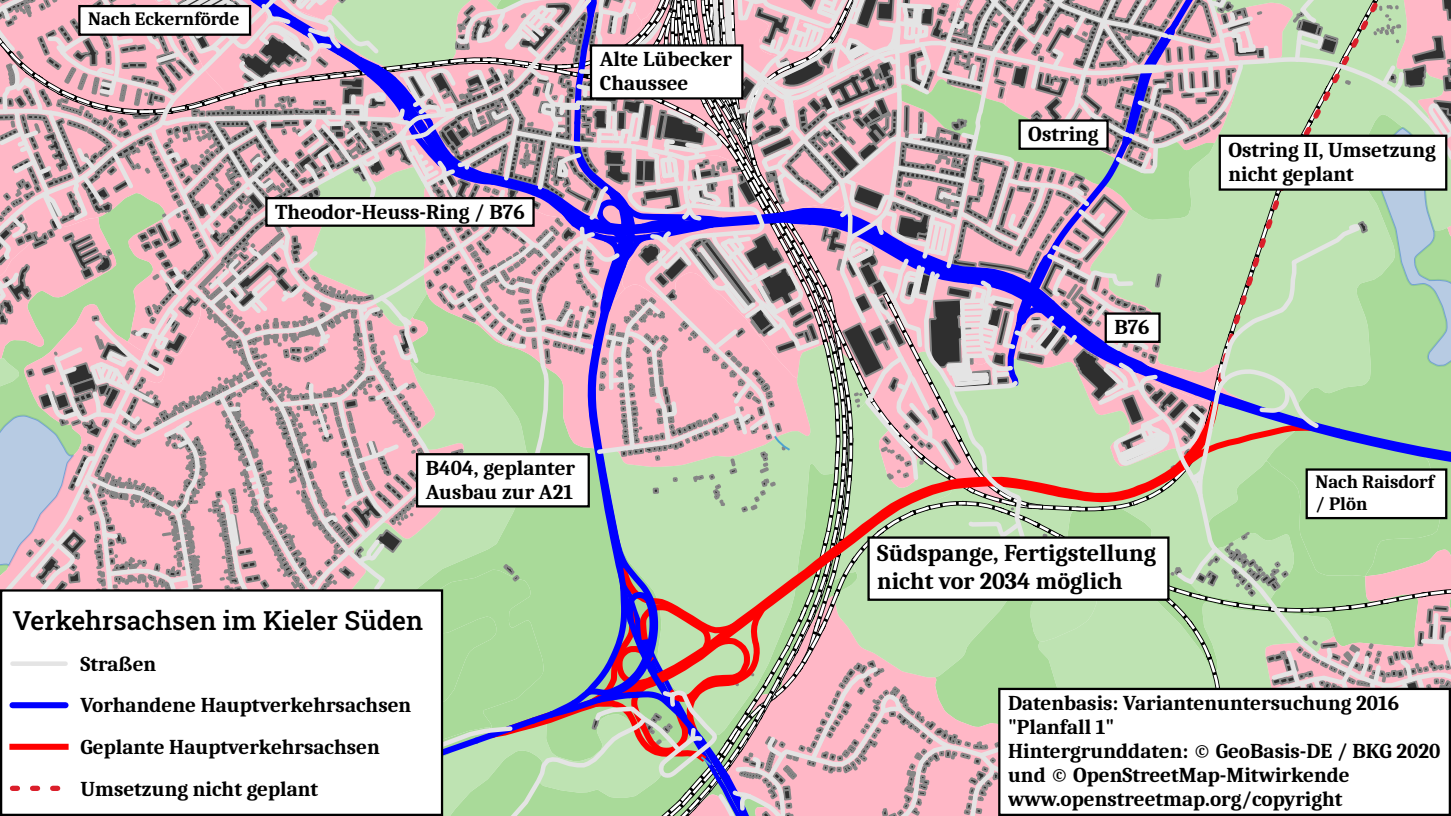 Nach Eckernförde
Alte Lübecker
Chaussee
Ostring
Ostring II, Umsetzung
nicht geplant
Theodor-Heuss-Ring / B76
B76
B404, geplanter
Ausbau zur A21
Nach Raisdorf
/ Plön
Südspange, Fertigstellung
nicht vor 2034 möglich
Verkehrsachsen im Kieler Süden
Straßen
Vorhandene Hauptverkehrsachsen
Geplante Hauptverkehrsachsen
Umsetzung nicht geplant
Datenbasis: Variantenuntersuchung 2016
"Planfall 1"
Hintergrunddaten: © GeoBasis-DE / BKG 2020
und © OpenStreetMap-Mitwirkende
www.openstreetmap.org/copyright